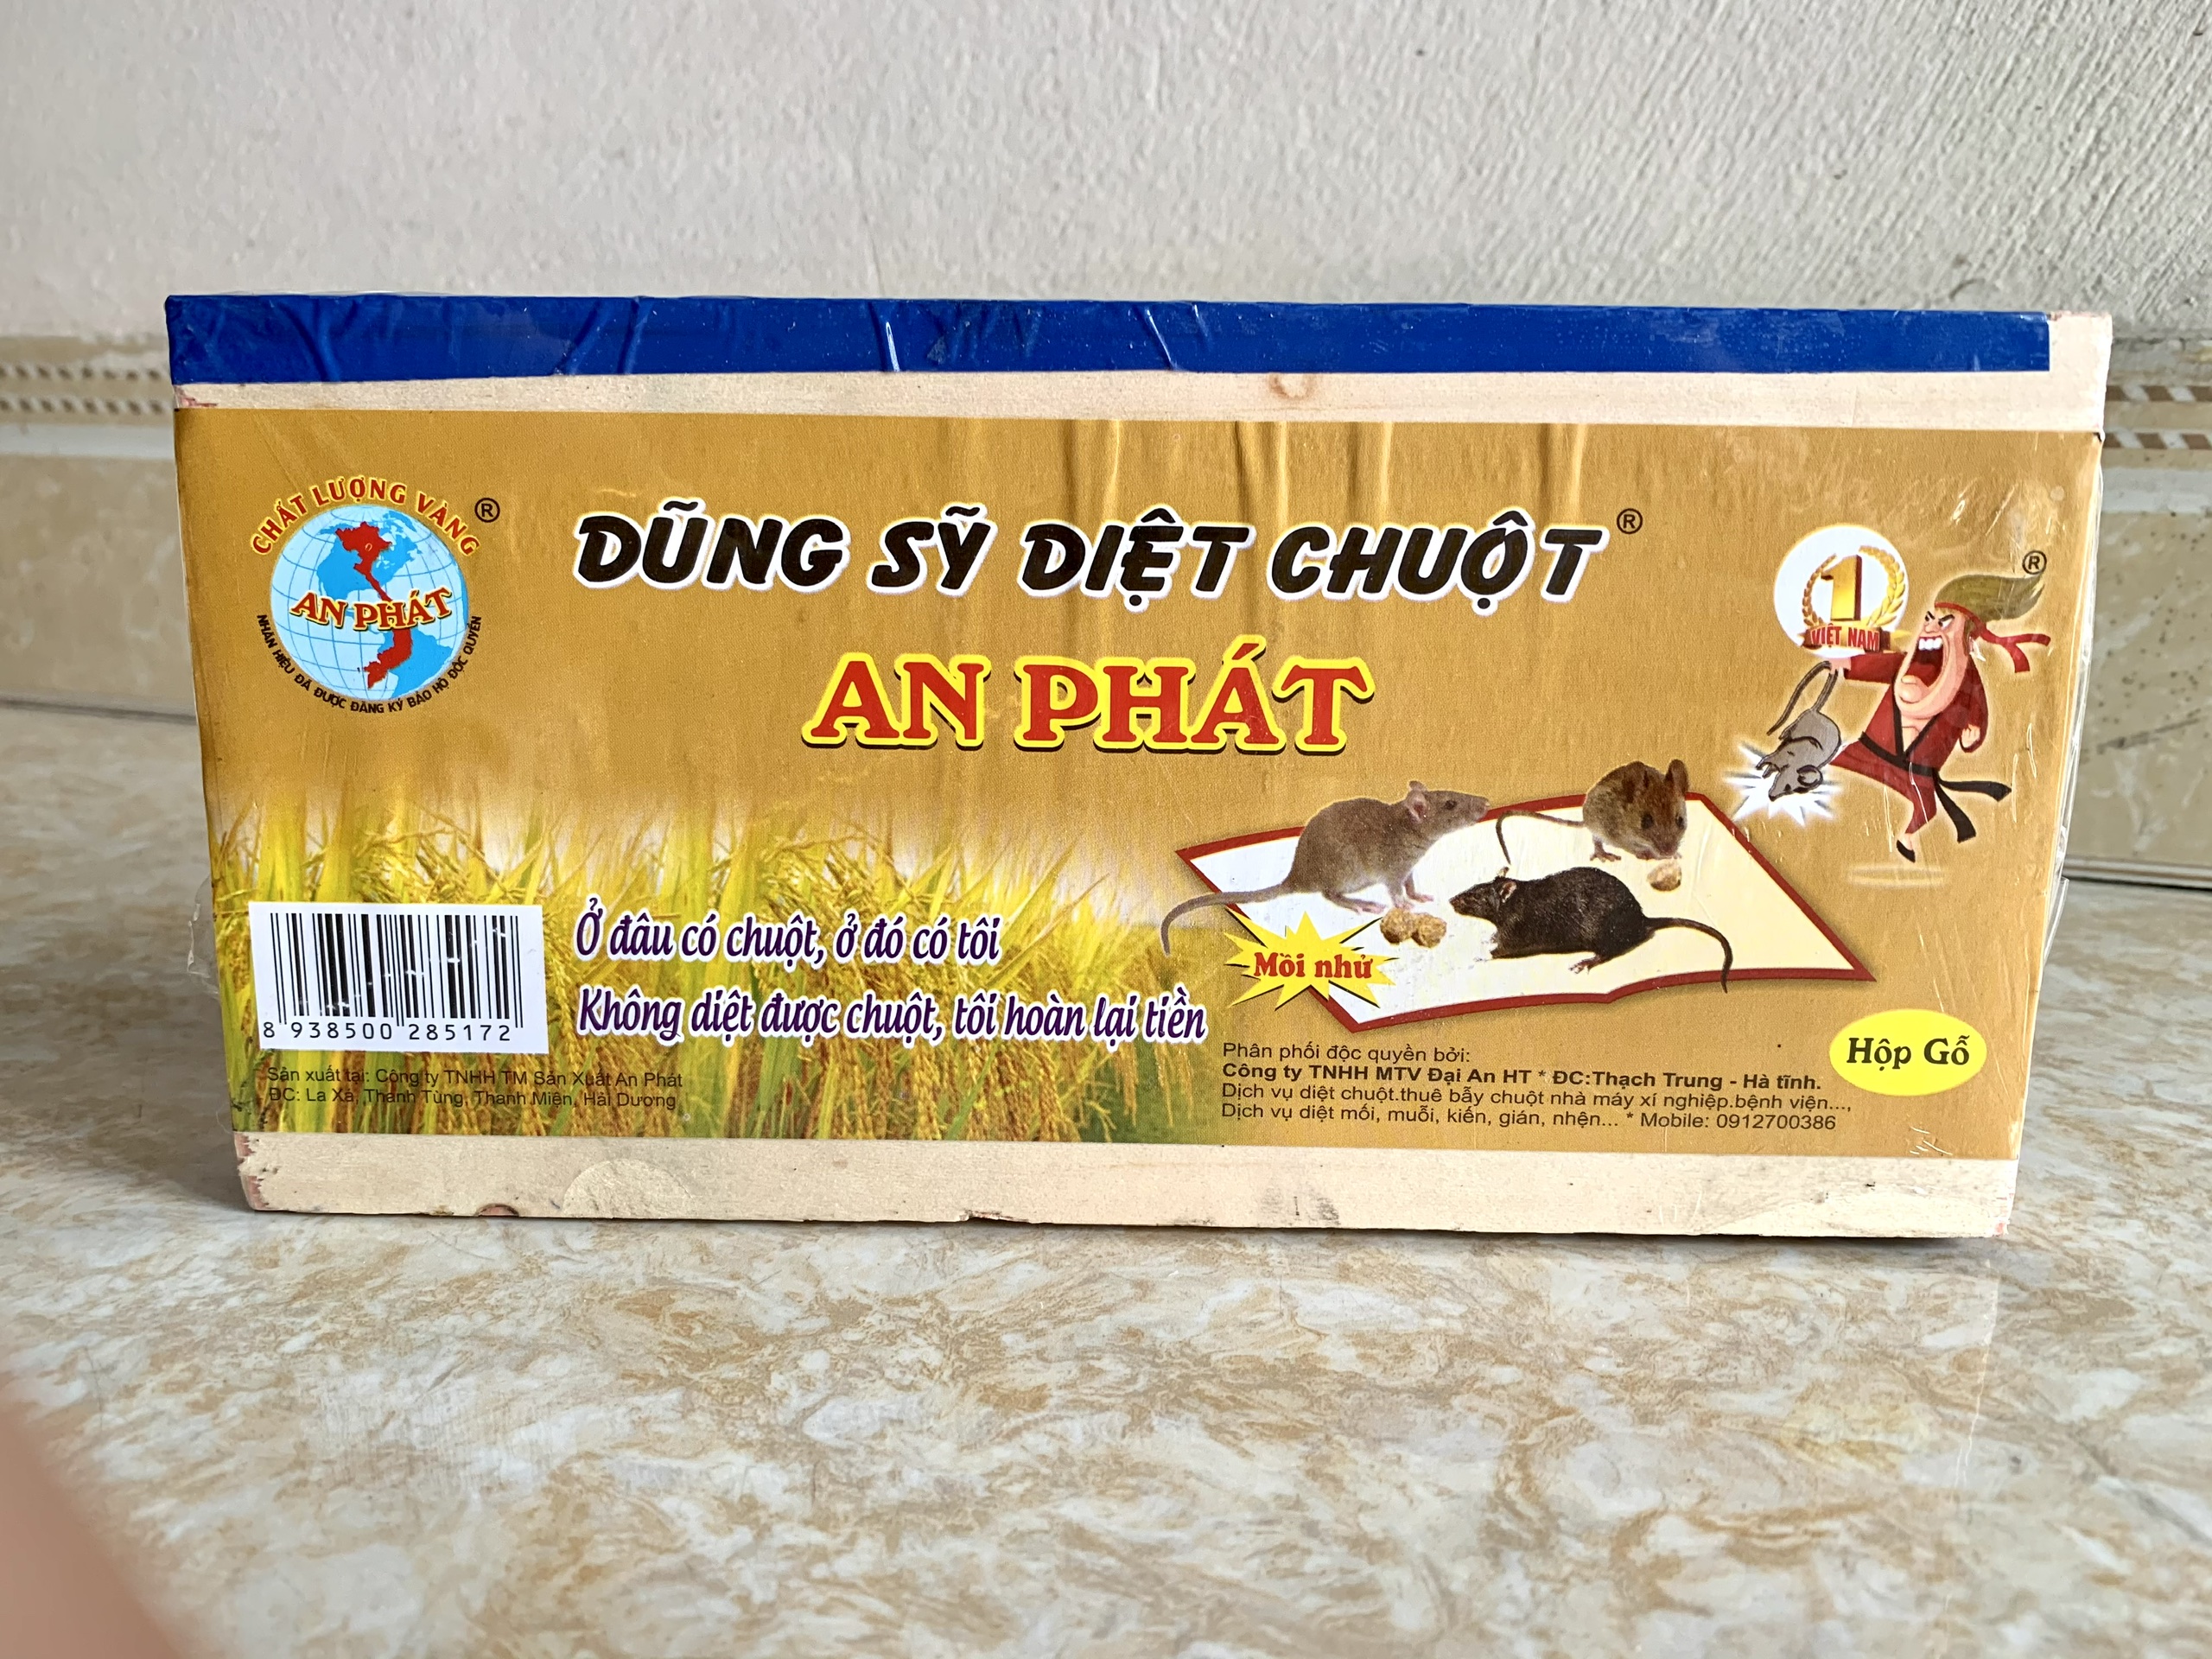 CHẤT LƯỢNG VÀNG ®
AN PHÁT
NHÃN HIỆU ĐÃ ĐƯỢC ĐĂNG KÝ BẢO HỘ ĐỘC QUYỀN
DŨNG SỸ DIỆT CHUỘT ®
AN PHÁT
®
1
VIỆT NAM
Ở đâu có chuột, ở đó có tôi
Không diệt được chuột, tôi hoàn lại tiền
Mồi nhử
8 938500 285172
Sản xuất tại: Công ty TNHH TM Sản Xuất An Phát
ĐC: La Xá, Thanh Tùng, Thanh Miện, Hải Dương
Phân phối độc quyền bởi:
Công ty TNHH MTV Đại An HT * ĐC:Thạch Trung - Hà tĩnh.
Dịch vụ diệt chuột.thuê bẫy chuột nhà máy xí nghiệp.bệnh viện...,
Dịch vụ diệt mối, muỗi, kiến, gián, nhện... * Mobile: 0912700386
Hộp Gỗ